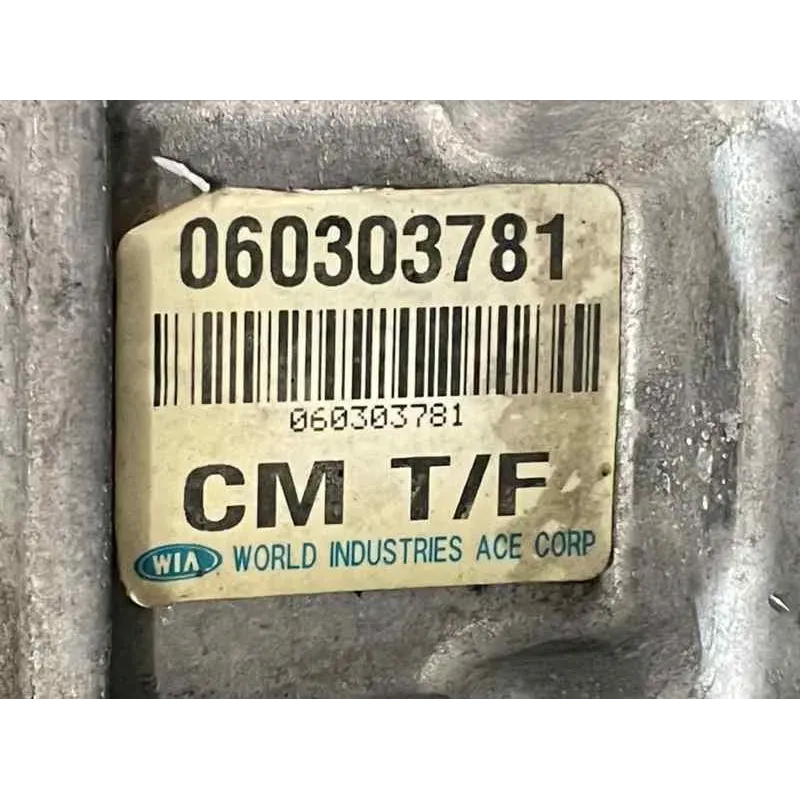 060303781
060303781
CM T/F
WIA WORLD INDUSTRIES ACE CORP